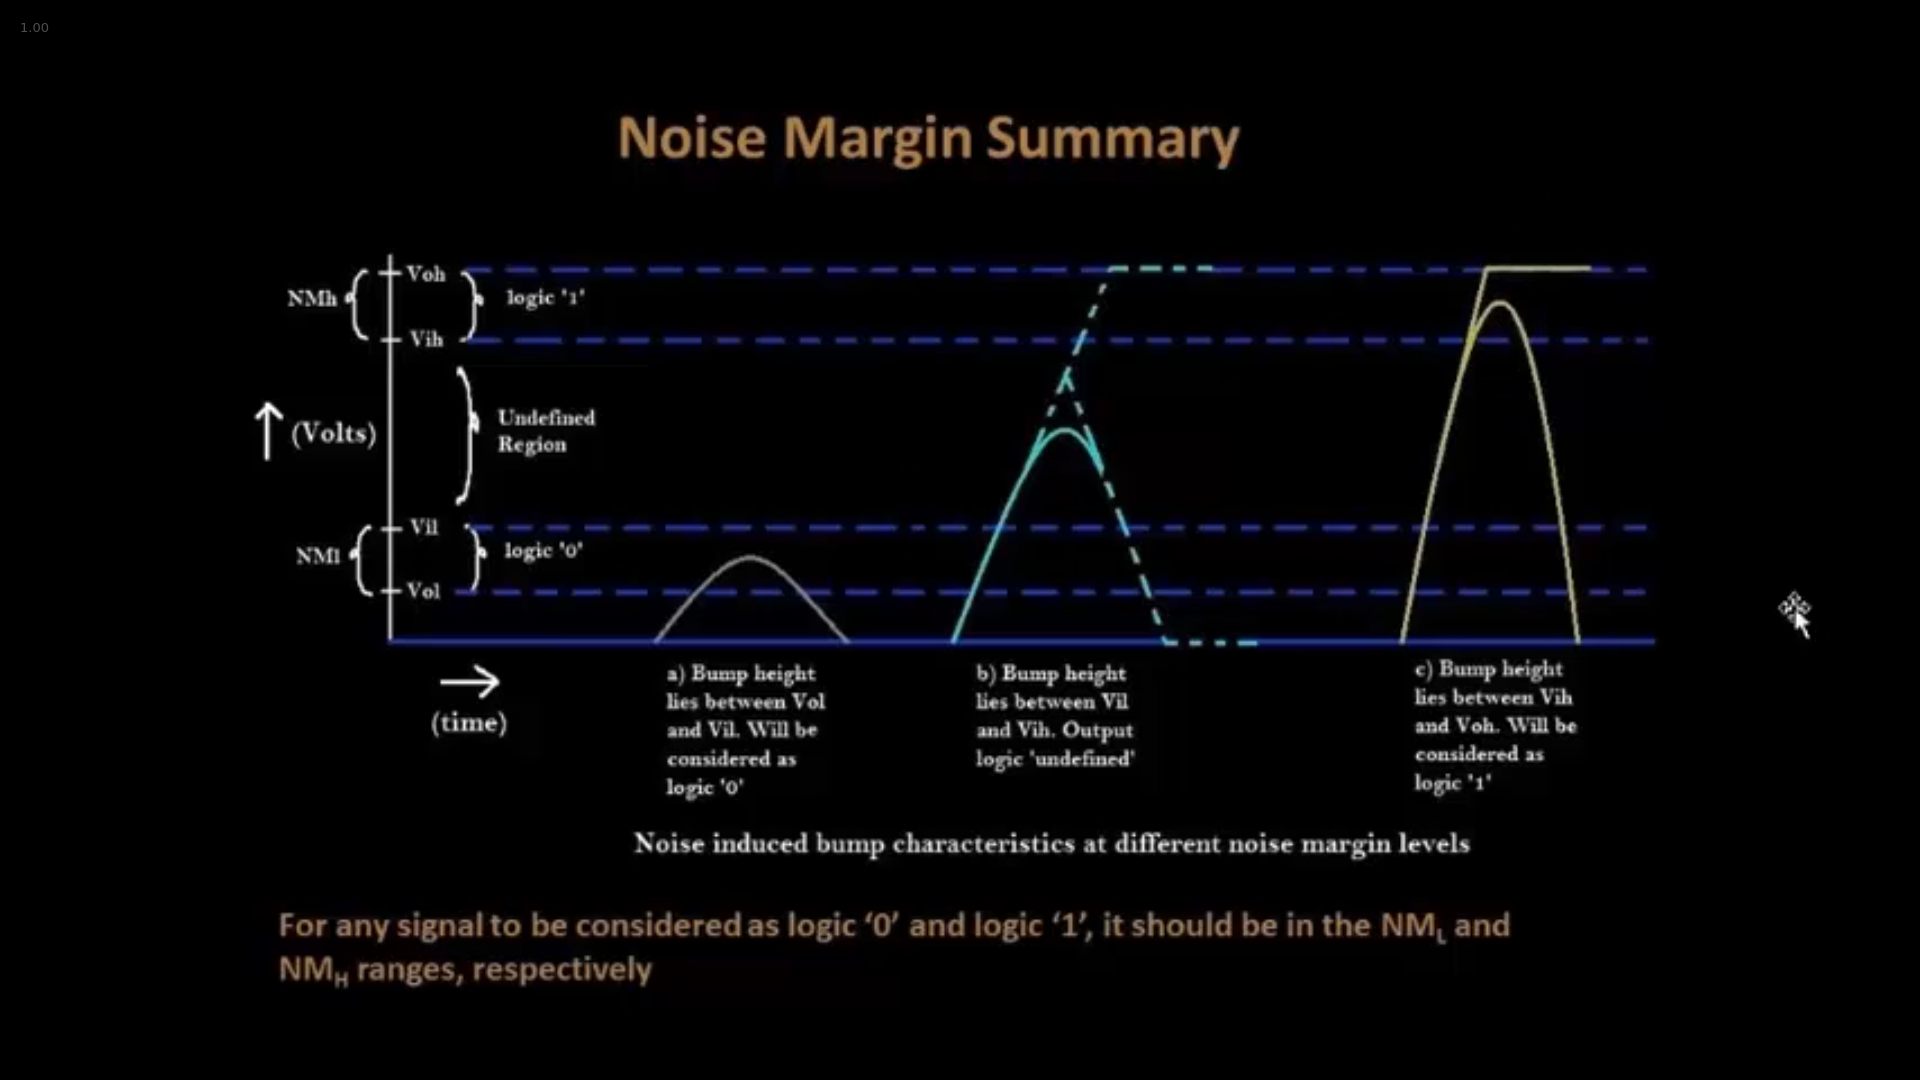 1.00
Noise Margin Summary
Voh
NMh
logic '1'
Vih
(Volts)
Undefined
Region
Vil
NMl
logic '0'
Vol
(time)
a) Bump height
lies between Vol
and Vil. Will be
considered as
logic '0'
b) Bump height
lies between Vil
and Vih. Output
logic 'undefined'
c) Bump height
lies between Vih
and Voh. Will be
considered as
logic '1'
Noise induced bump characteristics at different noise margin levels
For any signal to be considered as logic ‘0’ and logic ‘1’, it should be in the NML and
NMH ranges, respectively